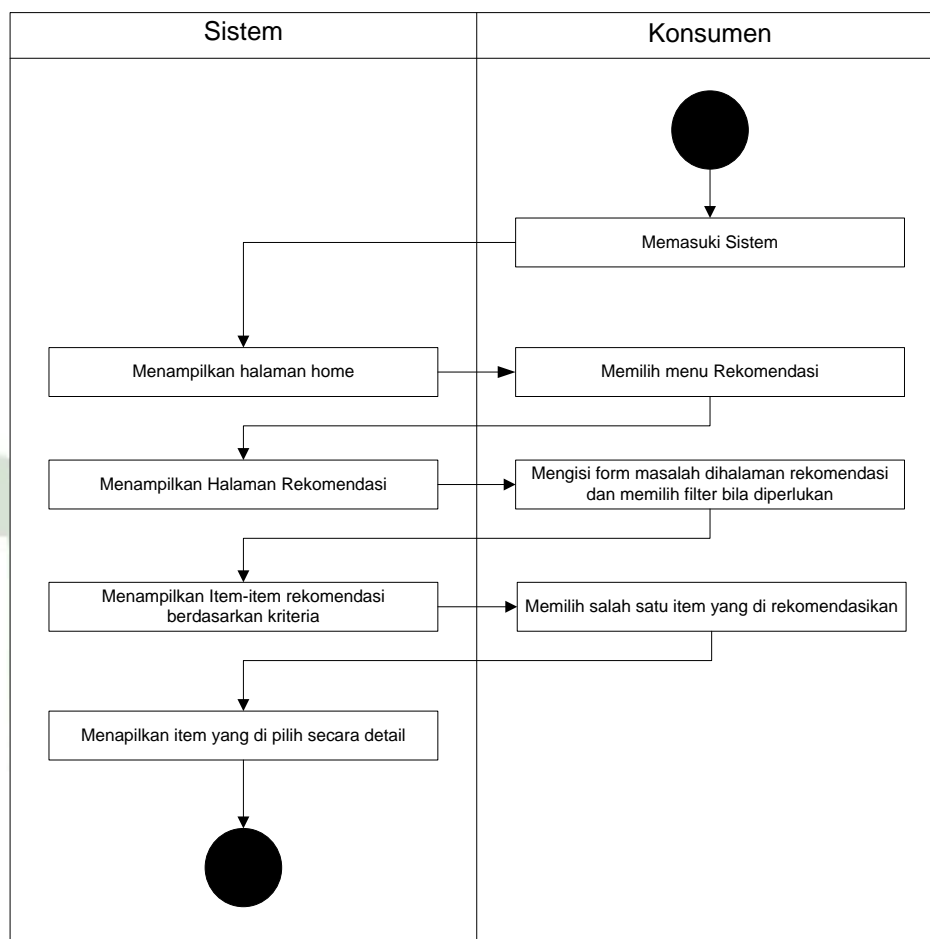 Sistem
Konsumen
Memasuki Sistem
Menampilkan halaman home
Memilih menu Rekomendasi
Menampilkan Halaman Rekomendasi
Mengisi form masalah dihalaman rekomendasi
dan memilih filter bila diperlukan
Menampilkan Item-item rekomendasi
berdasarkan kriteria
Memilih salah satu item yang di rekomendasikan
Menapilkan item yang di pilih secara detail